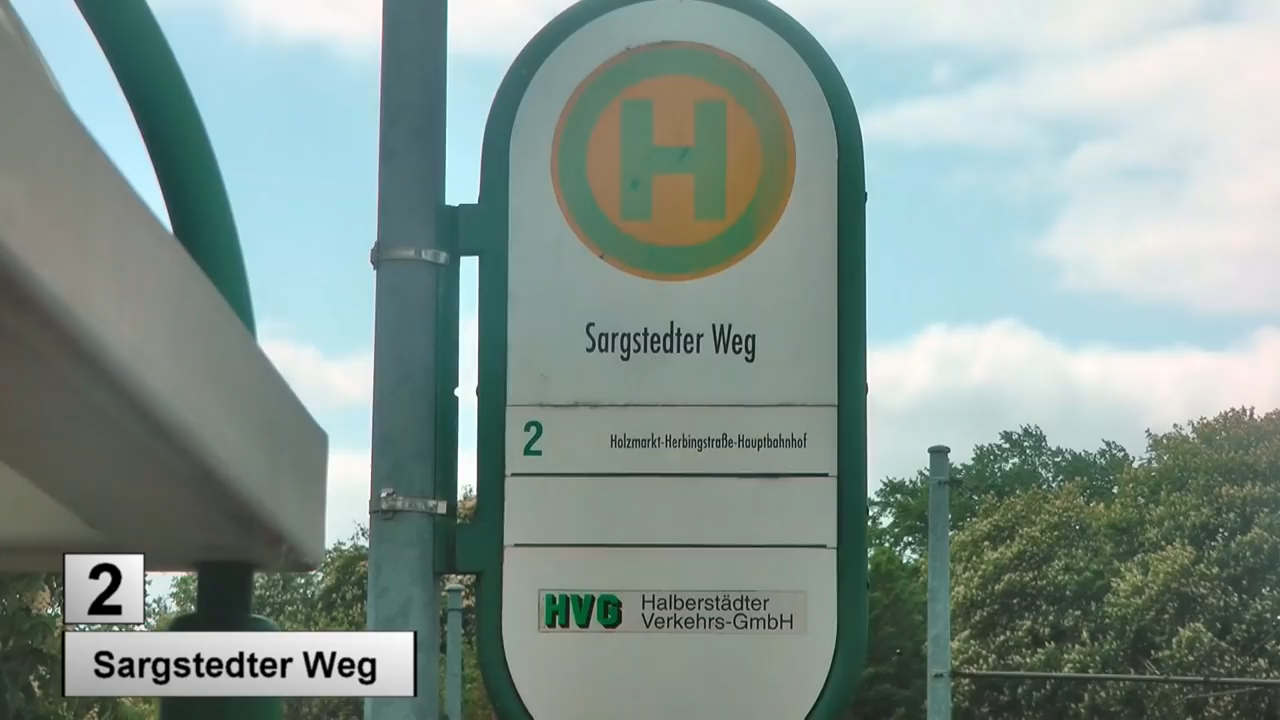 H
Sargstedter Weg
2 Holzmarkt-Herbingstraße-Hauptbahnhof
HVG Halberstädter
Verkehrs-GmbH
2
Sargstedter Weg